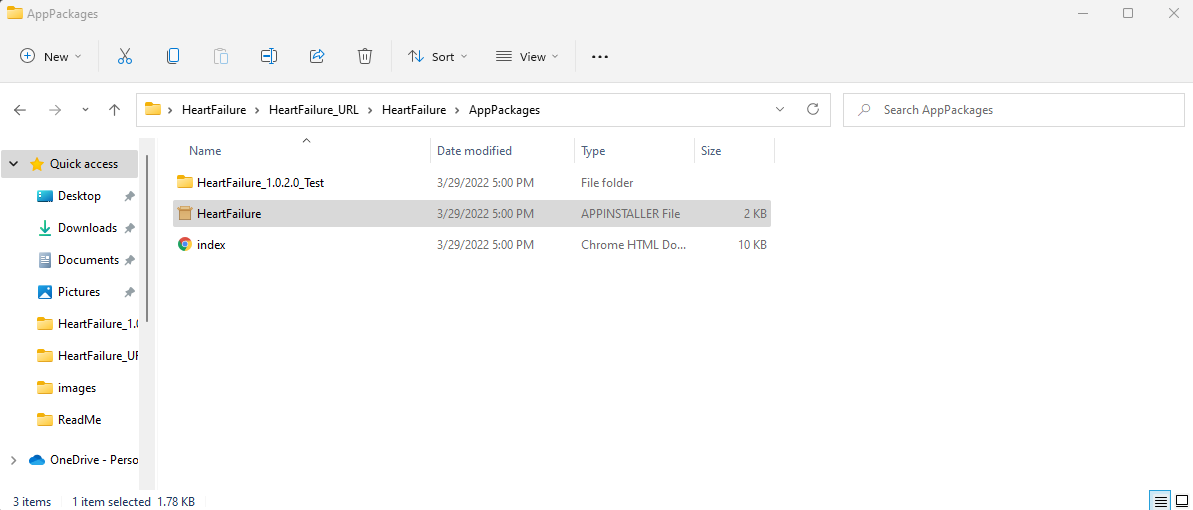 AppPackages
New
Sort
View
HeartFailure > HeartFailure_URL > HeartFailure > AppPackages
Search AppPackages
Name Date modified Type Size
Quick access
Desktop
Downloads
Documents
Pictures
HeartFailure_1.0
HeartFailure_UR
images
ReadMe
OneDrive - Perso
HeartFailure_1.0.2.0_Test 3/29/2022 5:00 PM File folder
HeartFailure 3/29/2022 5:00 PM APPINSTALLER File 2 KB
index 3/29/2022 5:00 PM Chrome HTML Do... 10 KB
3 items 1 item selected 1.78 KB